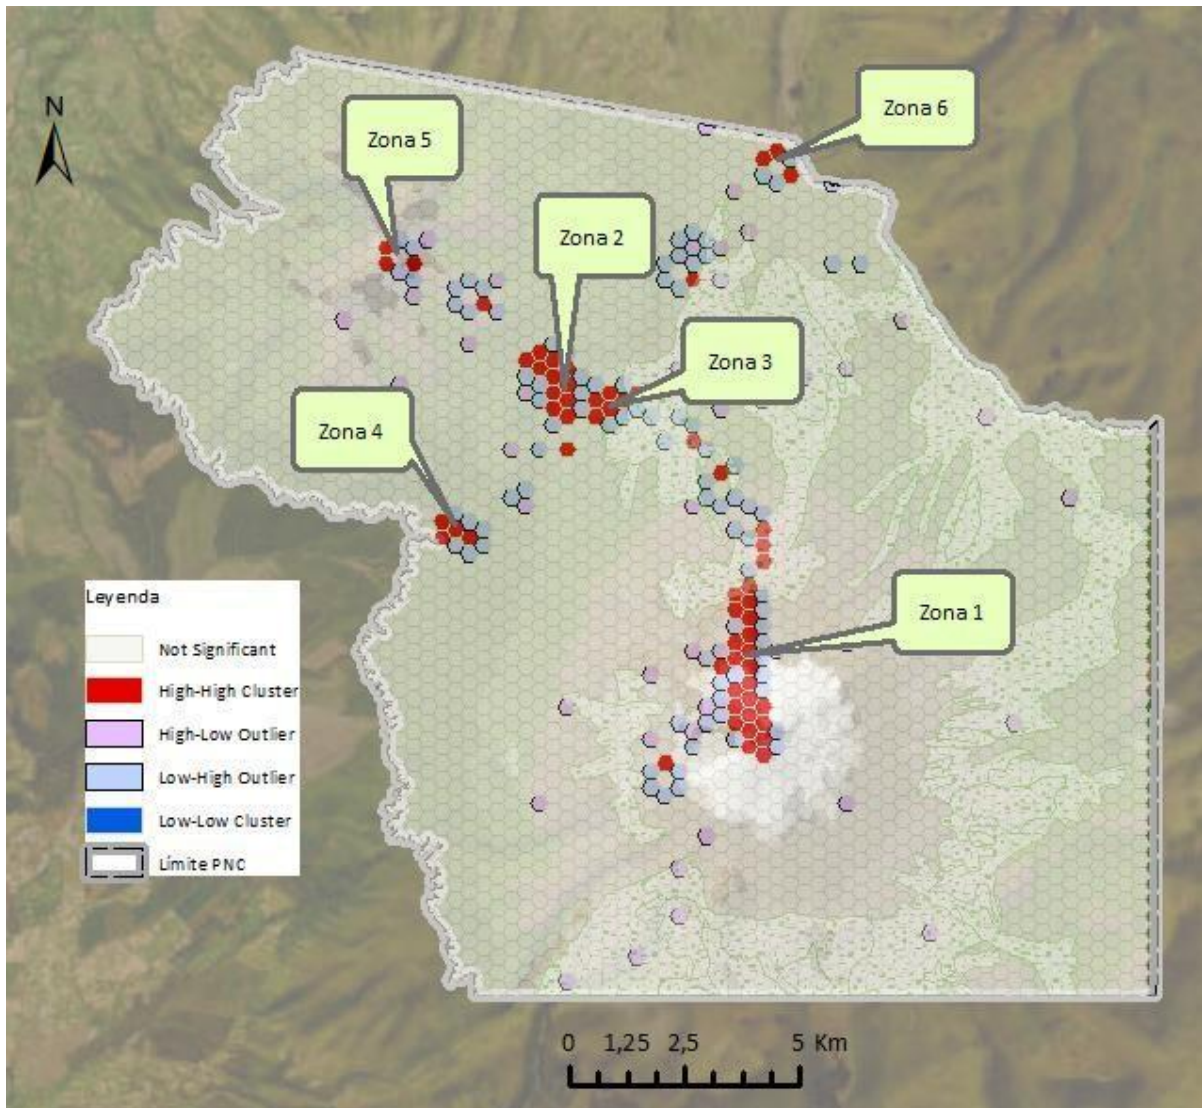 N
Zona 6
Zona 5
Zona 2
Zona 3
Zona 4
Zona 1
Leyenda
Not Significant
High-High Cluster
High-Low Outlier
Low-High Outlier
Low-Low Cluster
Límite PNC
0 1,25 2,5 5 Km